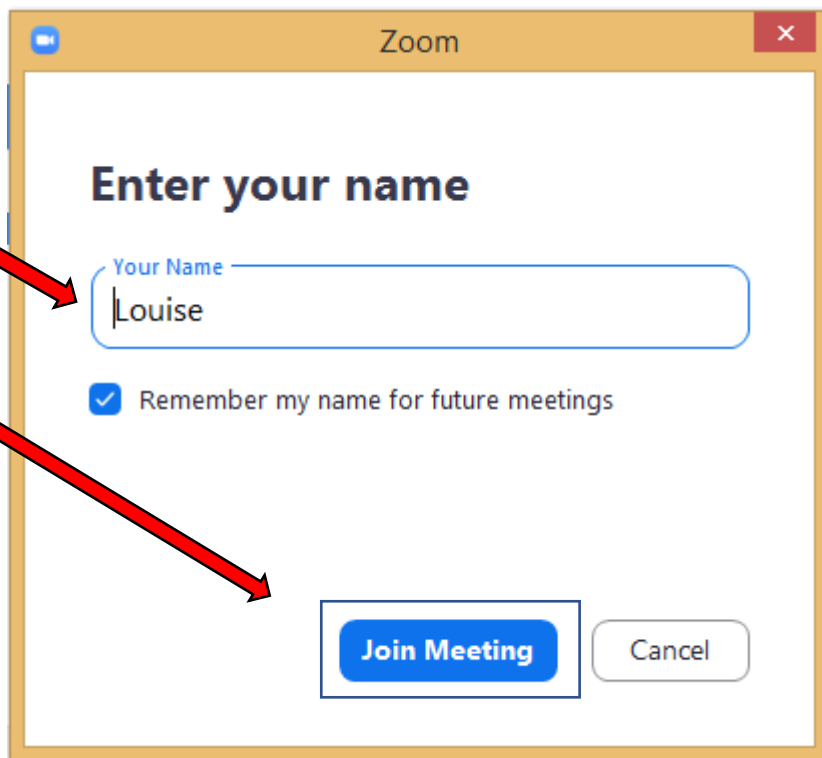 Zoom
Enter your name
Your Name
Louise
Remember my name for future meetings
Join Meeting
Cancel